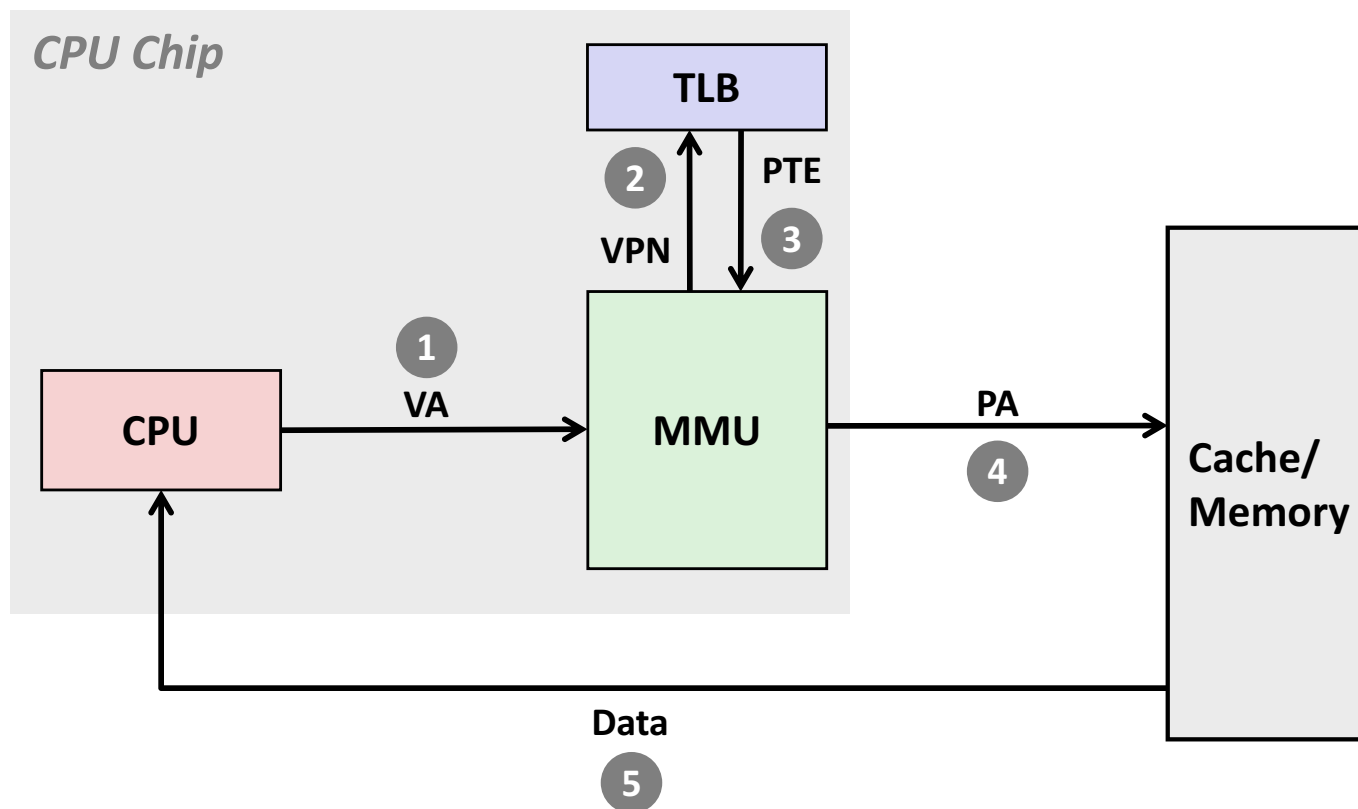 CPU Chip
TLB
2
PTE
VPN
3
1
VA
CPU
MMU
PA
4
Cache/
Memory
Data
5